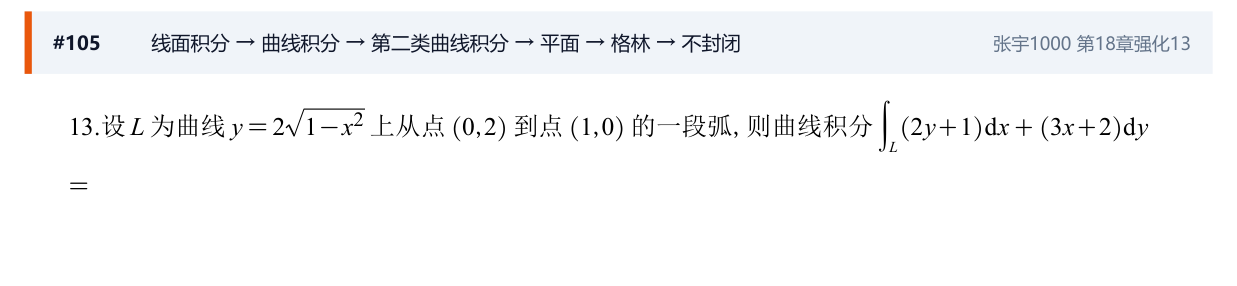 #105 线面积分 → 曲线积分 → 第二类曲线积分 → 平面 → 格林 → 不封闭 张宇1000 第18章强化13
13.设 L 为曲线 y=2√(1−x²) 上从点 (0,2) 到点 (1,0) 的一段弧, 则曲线积分∫_L (2y+1)dx+(3x+2)dy
=